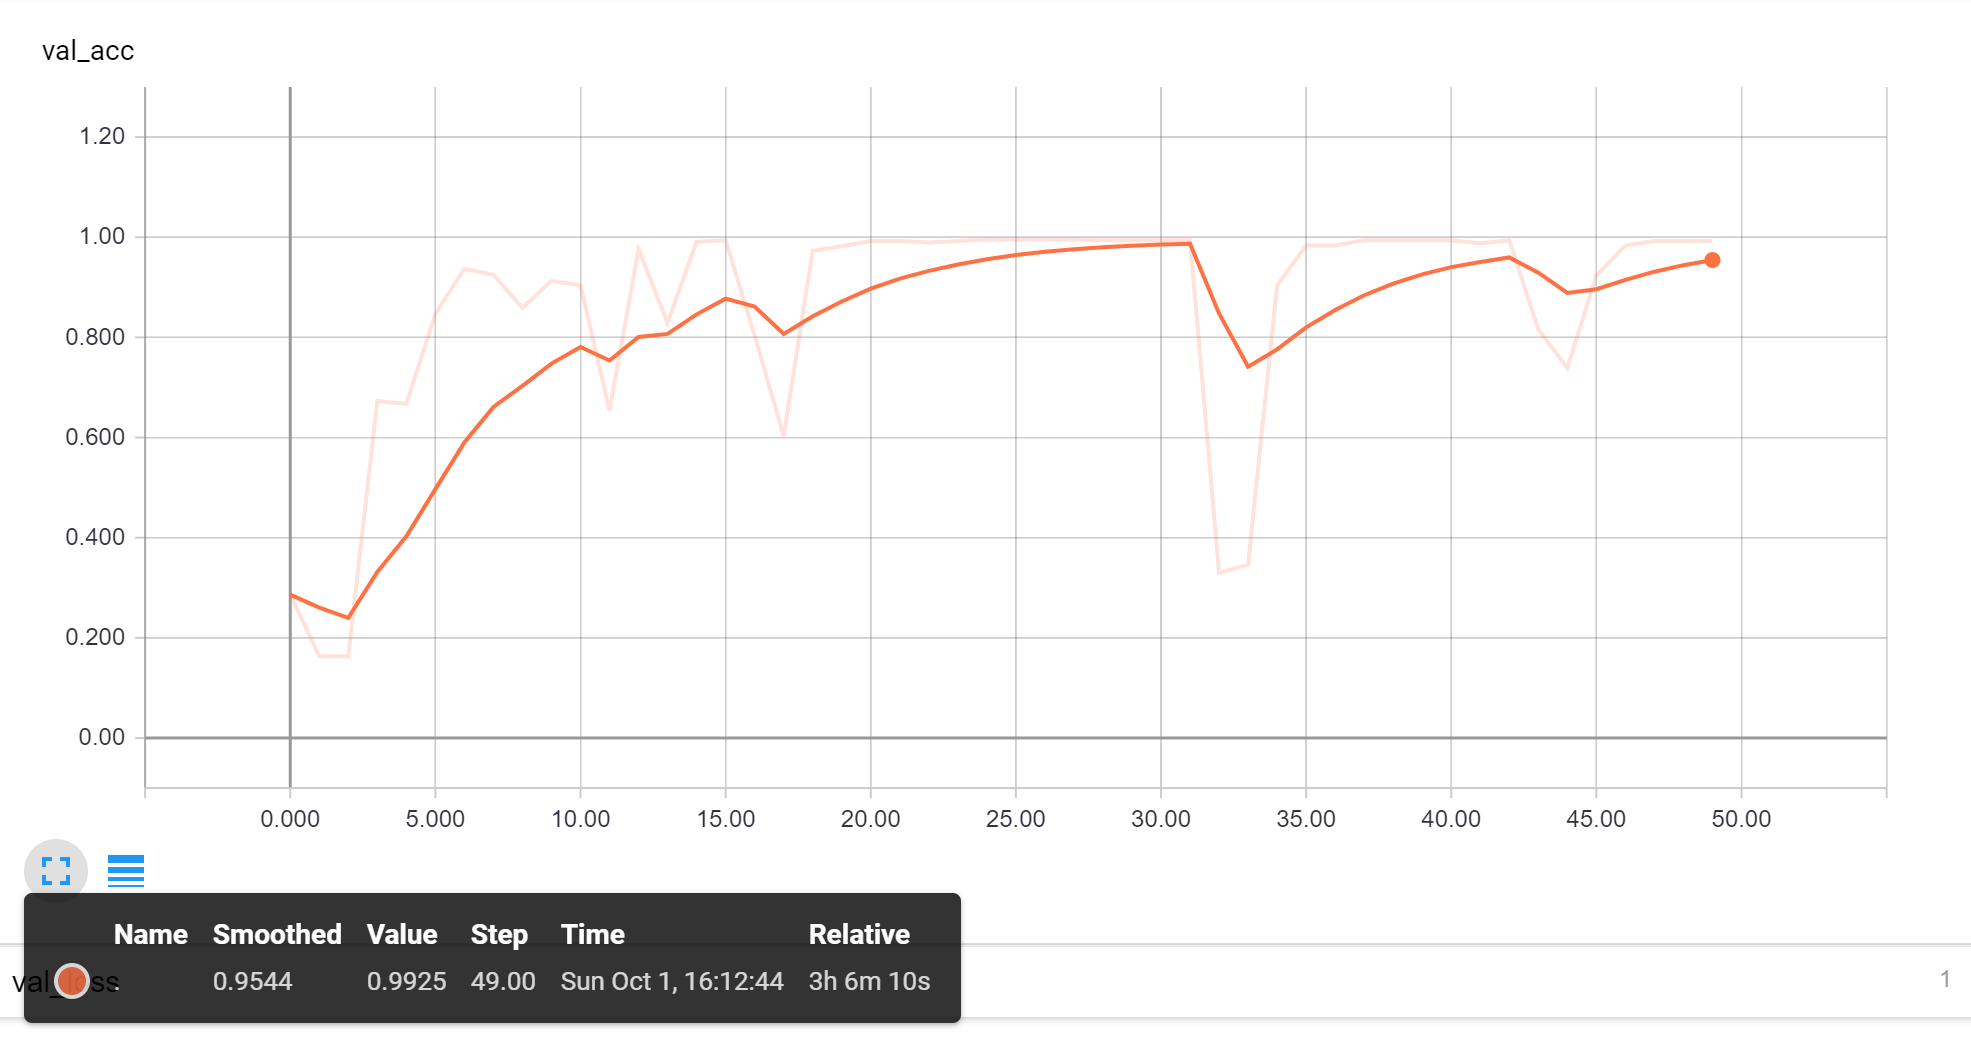 val_acc
1.20
1.00
0.800
0.600
0.400
0.200
0.00
0.000 5.000 10.00 15.00 20.00 25.00 30.00 35.00 40.00 45.00 50.00
Name Smoothed Value Step Time Relative
. 0.9544 0.9925 49.00 Sun Oct 1, 16:12:44 3h 6m 10s
val_loss 1